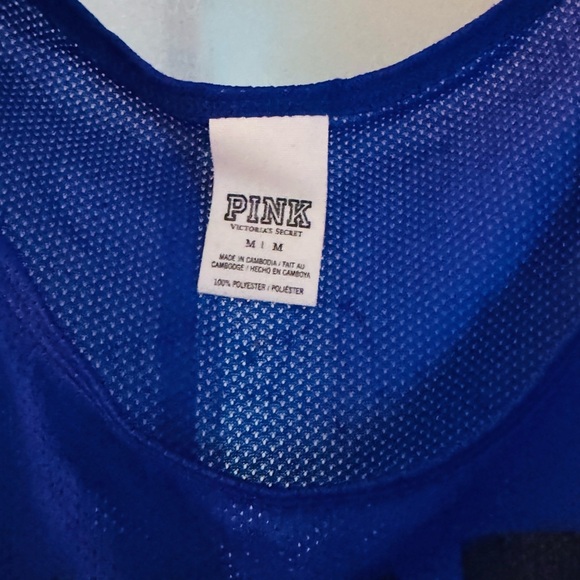 PINK
VICTORIA'S SECRET
M | M
MADE IN CAMBODIA / FAIT AU
CAMBODGE / HECHO EN CAMBOYA
100% POLYESTER / POLIÉSTER